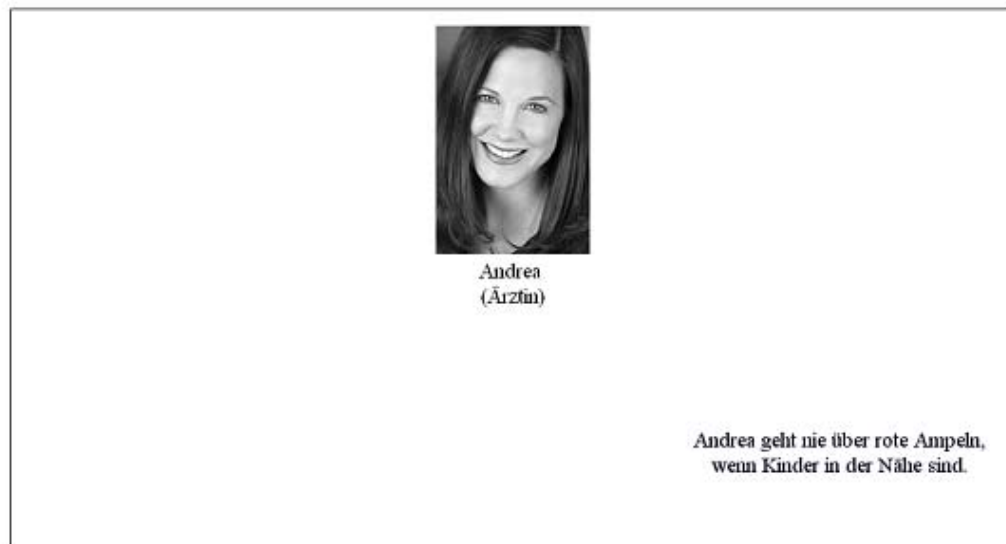 Andrea
(Ärztin)
Andrea geht nie über rote Ampeln,
wenn Kinder in der Nähe sind.